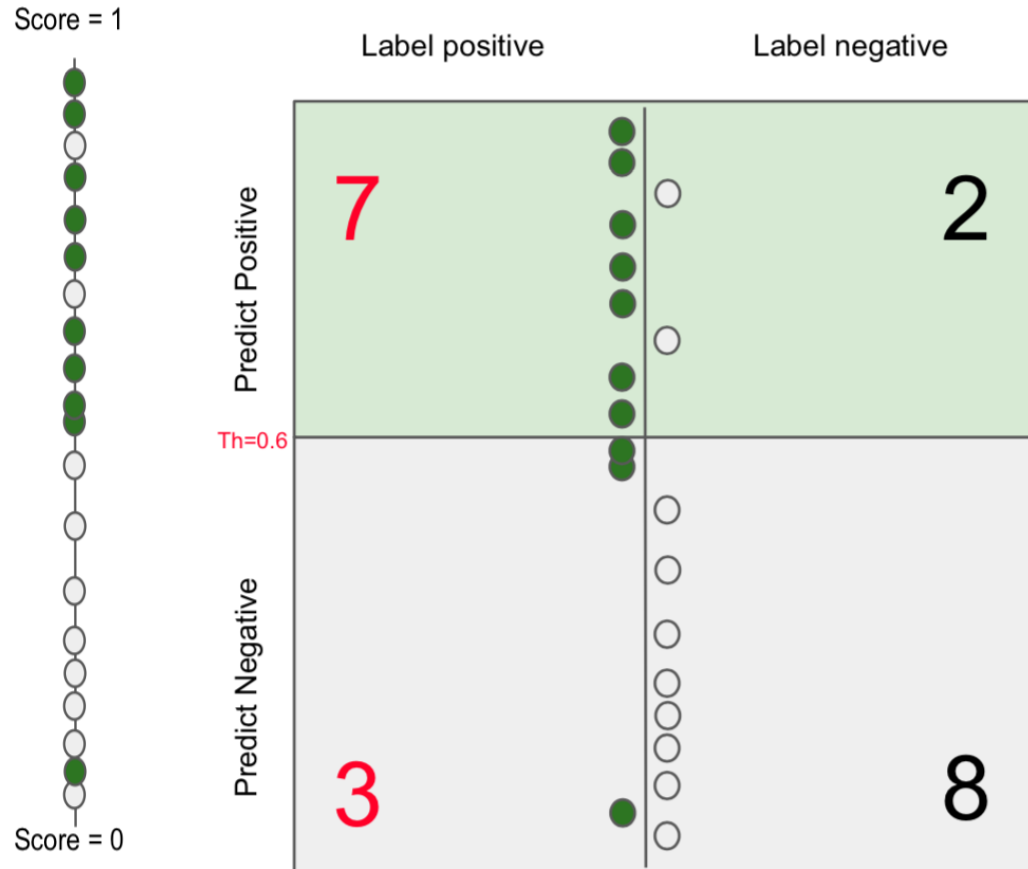 Score = 1
Label positive
Label negative
Predict Positive
7
2
Th=0.6
Predict Negative
3
8
Score = 0